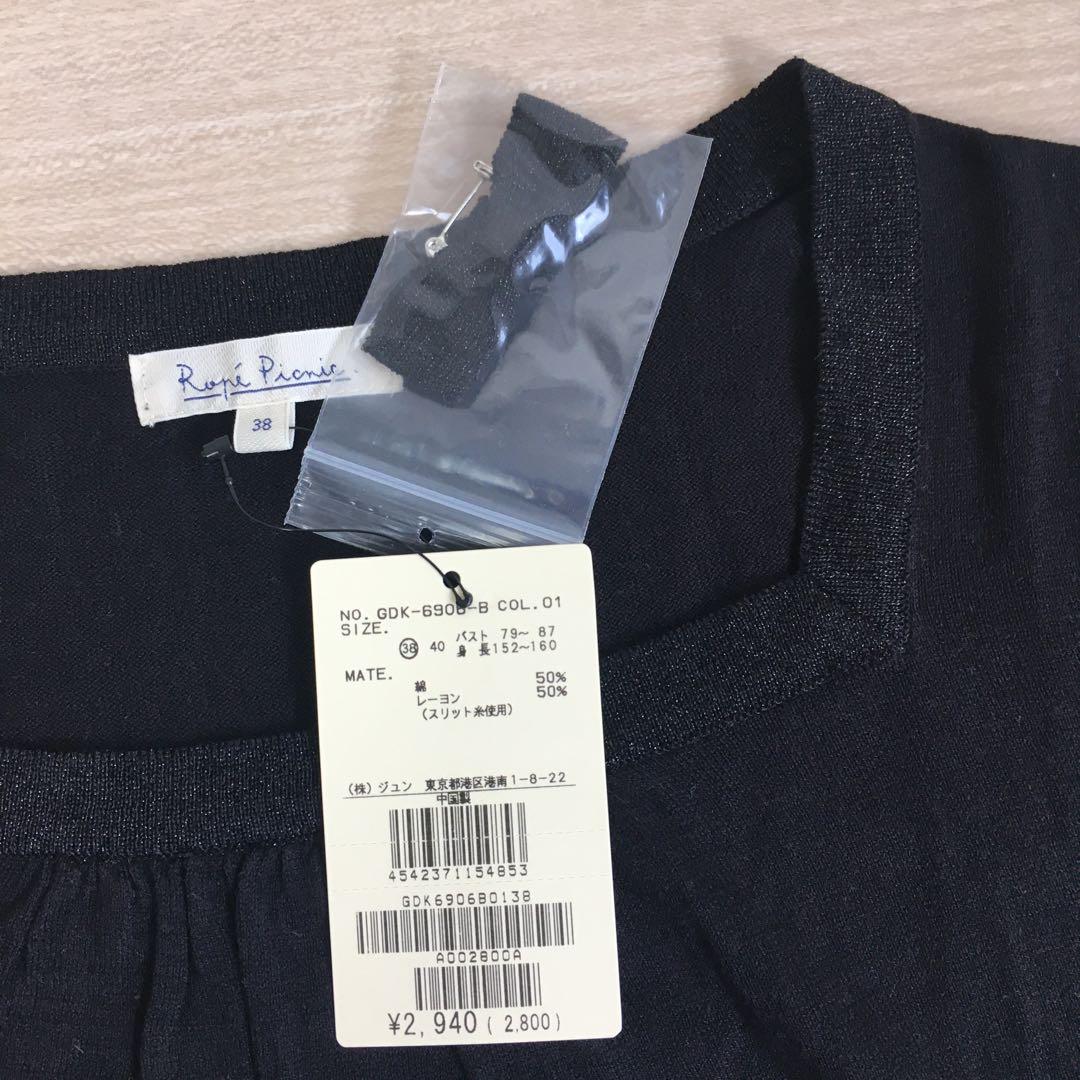 Ropé Picnic.
38
NO. GDK-6906-B COL.01
SIZE.
38 40 バスト 79～ 87
身 長152～160
MATE.
綿 50%
レーヨン 50%
(スリット糸使用)
(株)ジュン 東京都港区港南1-8-22
中国製
4542371154853
GDK6906B0138
A002800A
¥2,940 ( 2,800)